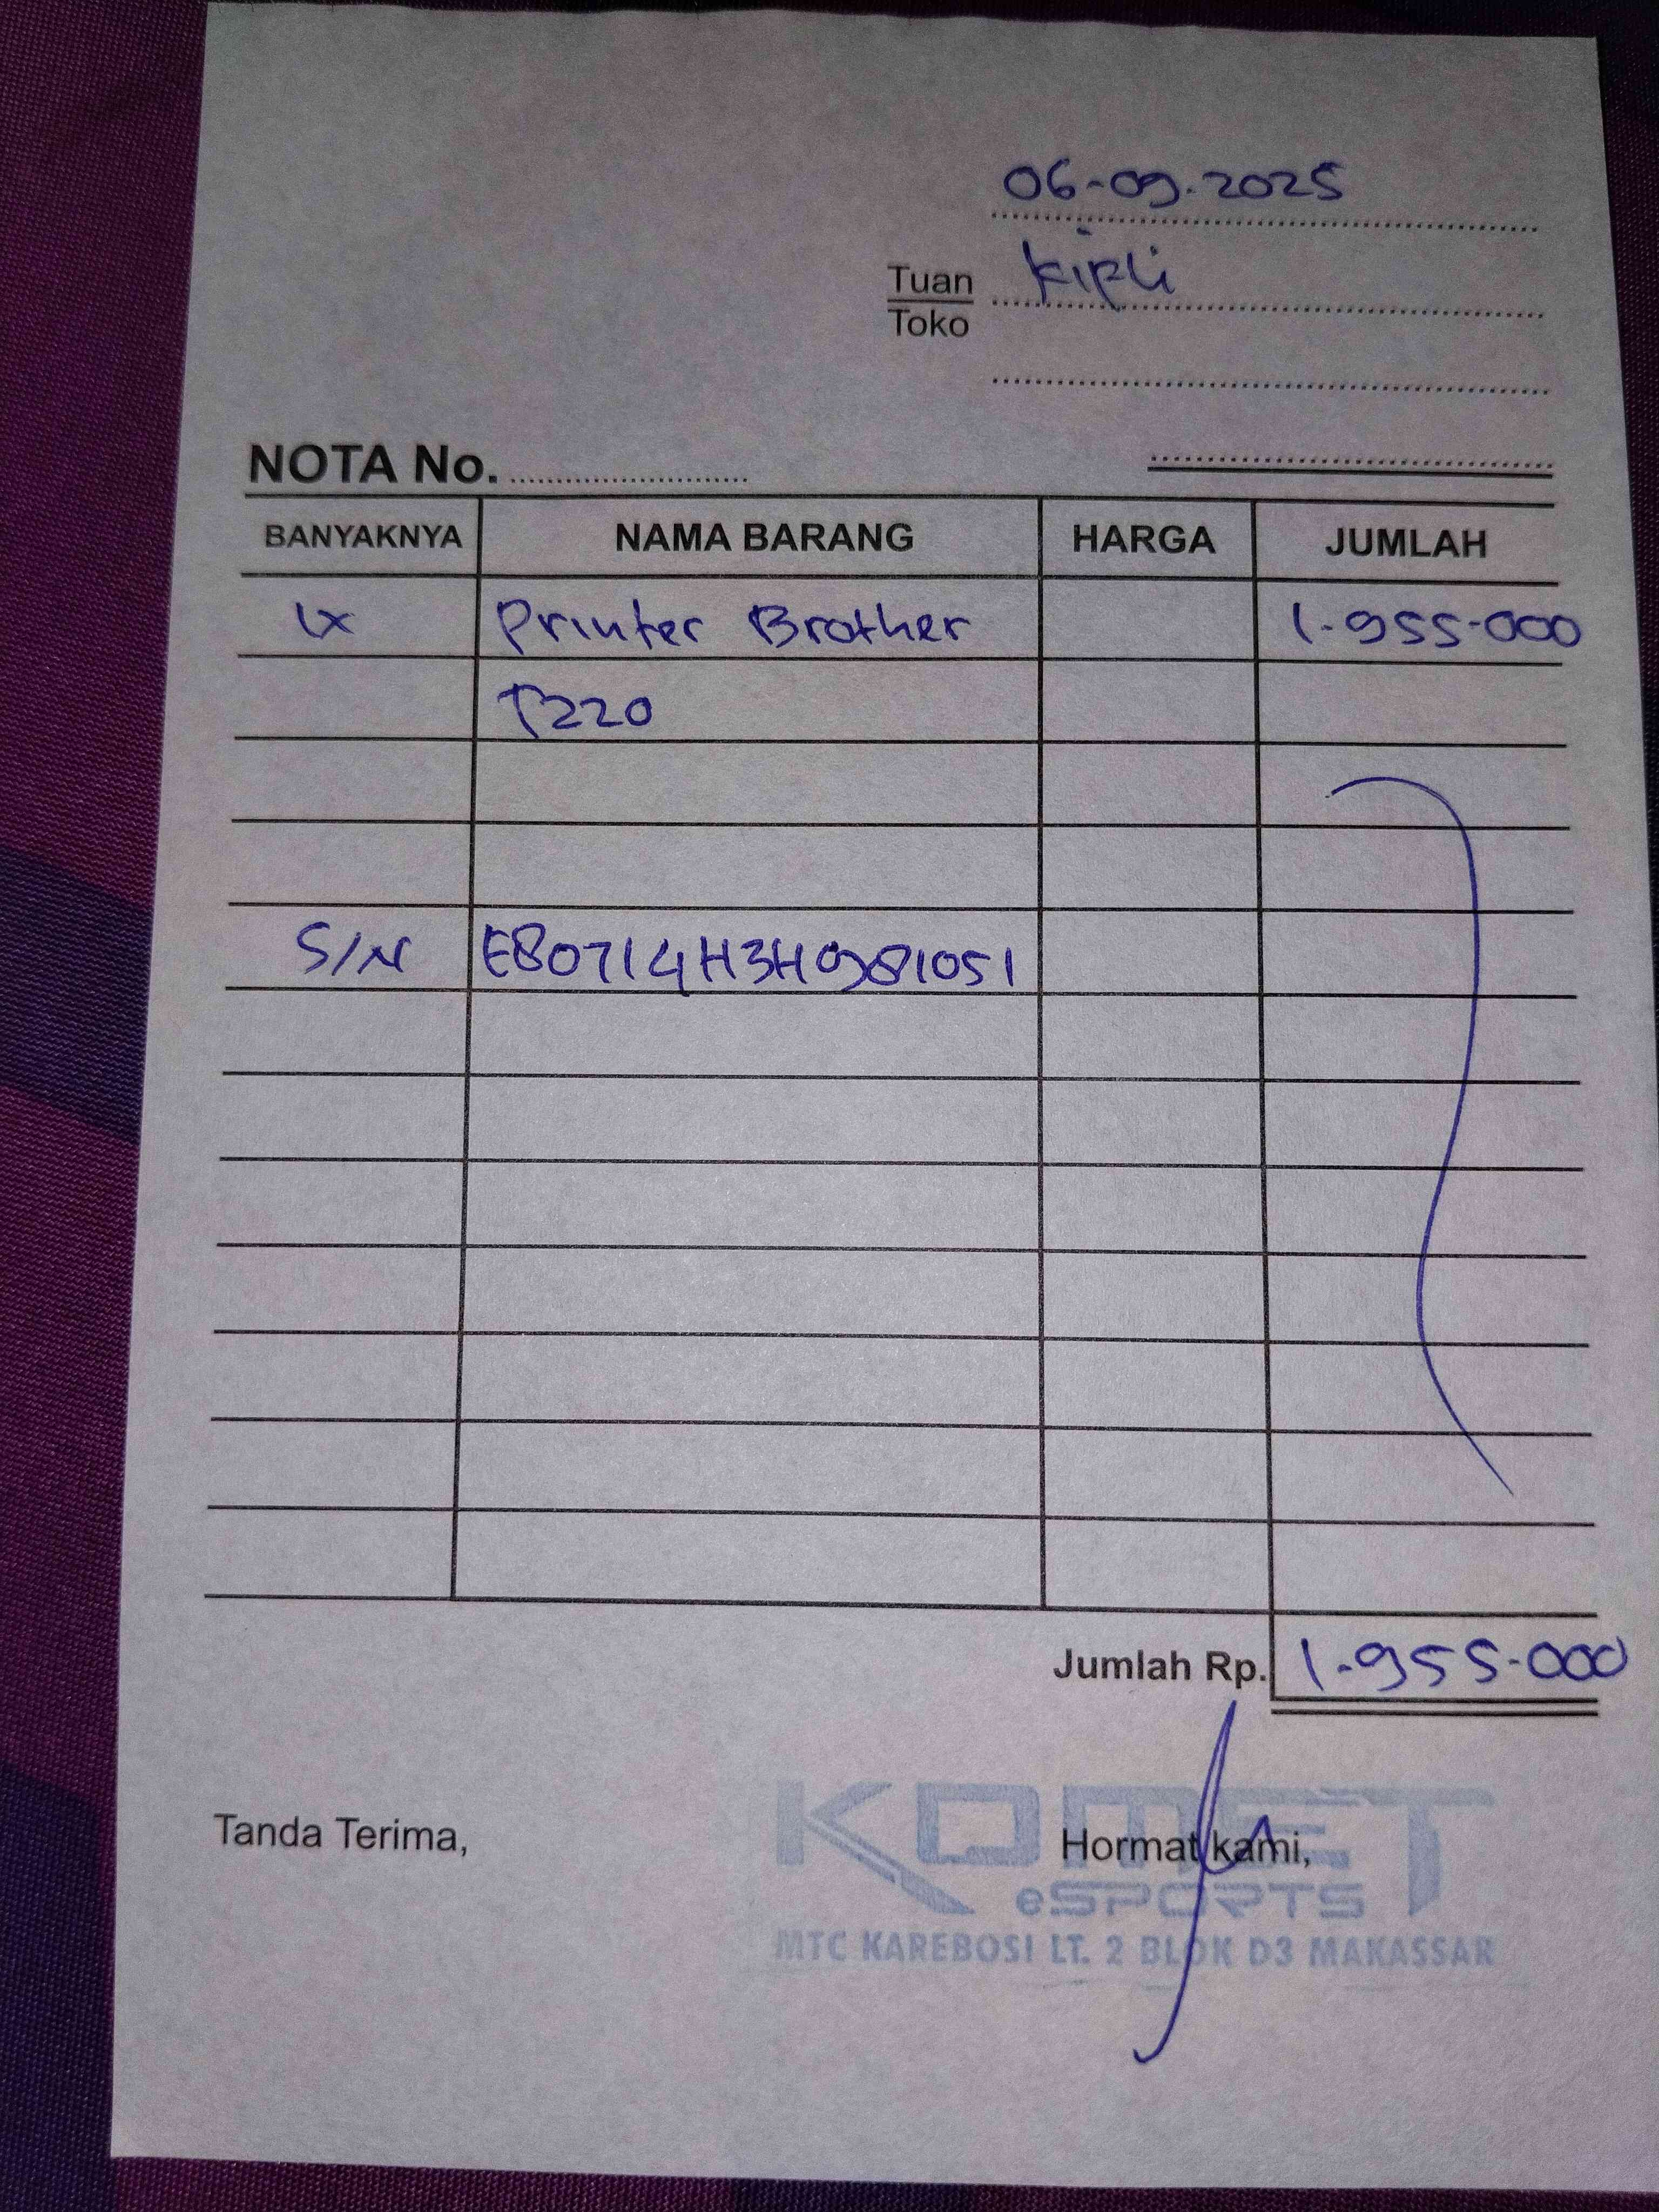 06-09.2025
Tuan Kipli
Toko
NOTA No.
BANYAKNYA NAMA BARANG HARGA JUMLAH
1x Printer Brother 1.955.000
T220
S/N E80714H3H981051
Jumlah Rp. 1.955.000
Tanda Terima, Hormat kami,
KOMET
eSPORTS
MTC KAREBOSI LT. 2 BLOK D3 MAKASSAR